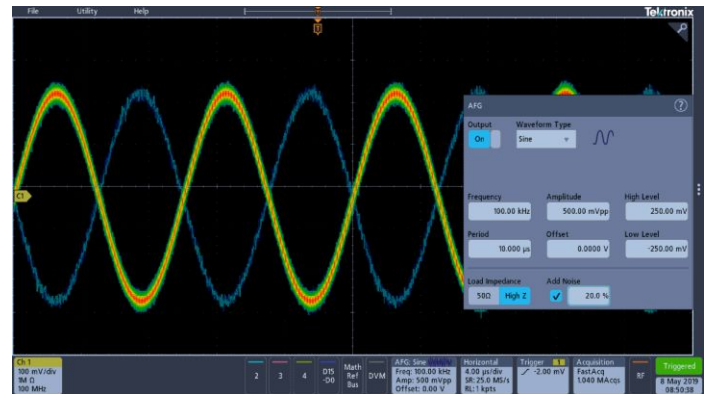 File Utility Help Tektronix
T
C1
AFG ?
Output Waveform Type
On Sine
Frequency Amplitude High Level
100.00 kHz 500.00 mVpp 250.00 mV
Period Offset Low Level
10.000 µs 0.0000 V -250.00 mV
Load Impedance Add Noise
50Ω High Z 20.0 %
Ch 1
100 mV/div
1M Ω
100 MHz
2 3 4
D15
-D0
Math
Ref
Bus
DVM
AFG: Sine
Freq: 100.00 kHz
Amp: 500 mVpp
Offset: 0.00 V
Horizontal
4.00 µs/div
SR: 25.0 MS/s
RL: 1 kpts
Trigger 1
-2.00 mV
Acquisition
FastAcq
1.040 MAcqs
RF
Triggered
8 May 2019
08:50:38